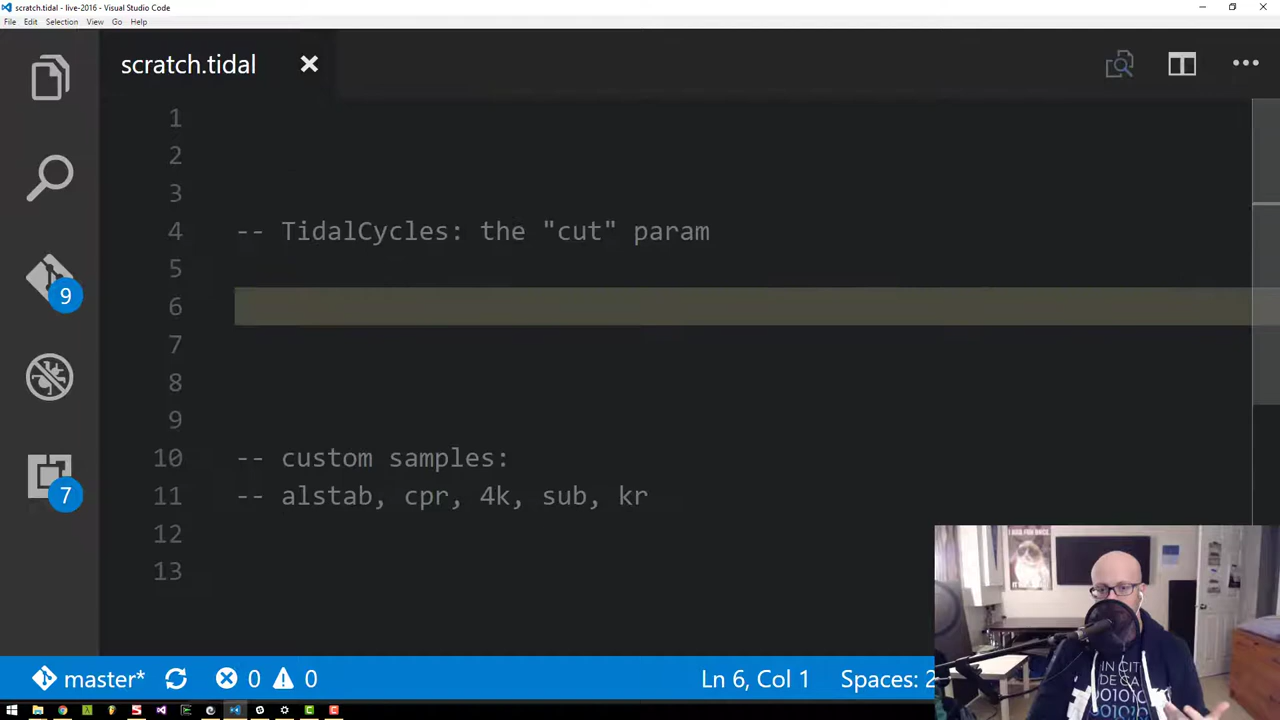 scratch.tidal - live-2016 - Visual Studio Code
File Edit Selection View Go Help
scratch.tidal
1
2
3
4 -- TidalCycles: the "cut" param
5
6
7
8
9
10 -- custom samples:
11 -- alstab, cpr, 4k, sub, kr
12
13
9
7
master* 0 0 Ln 6, Col 1 Spaces: 2